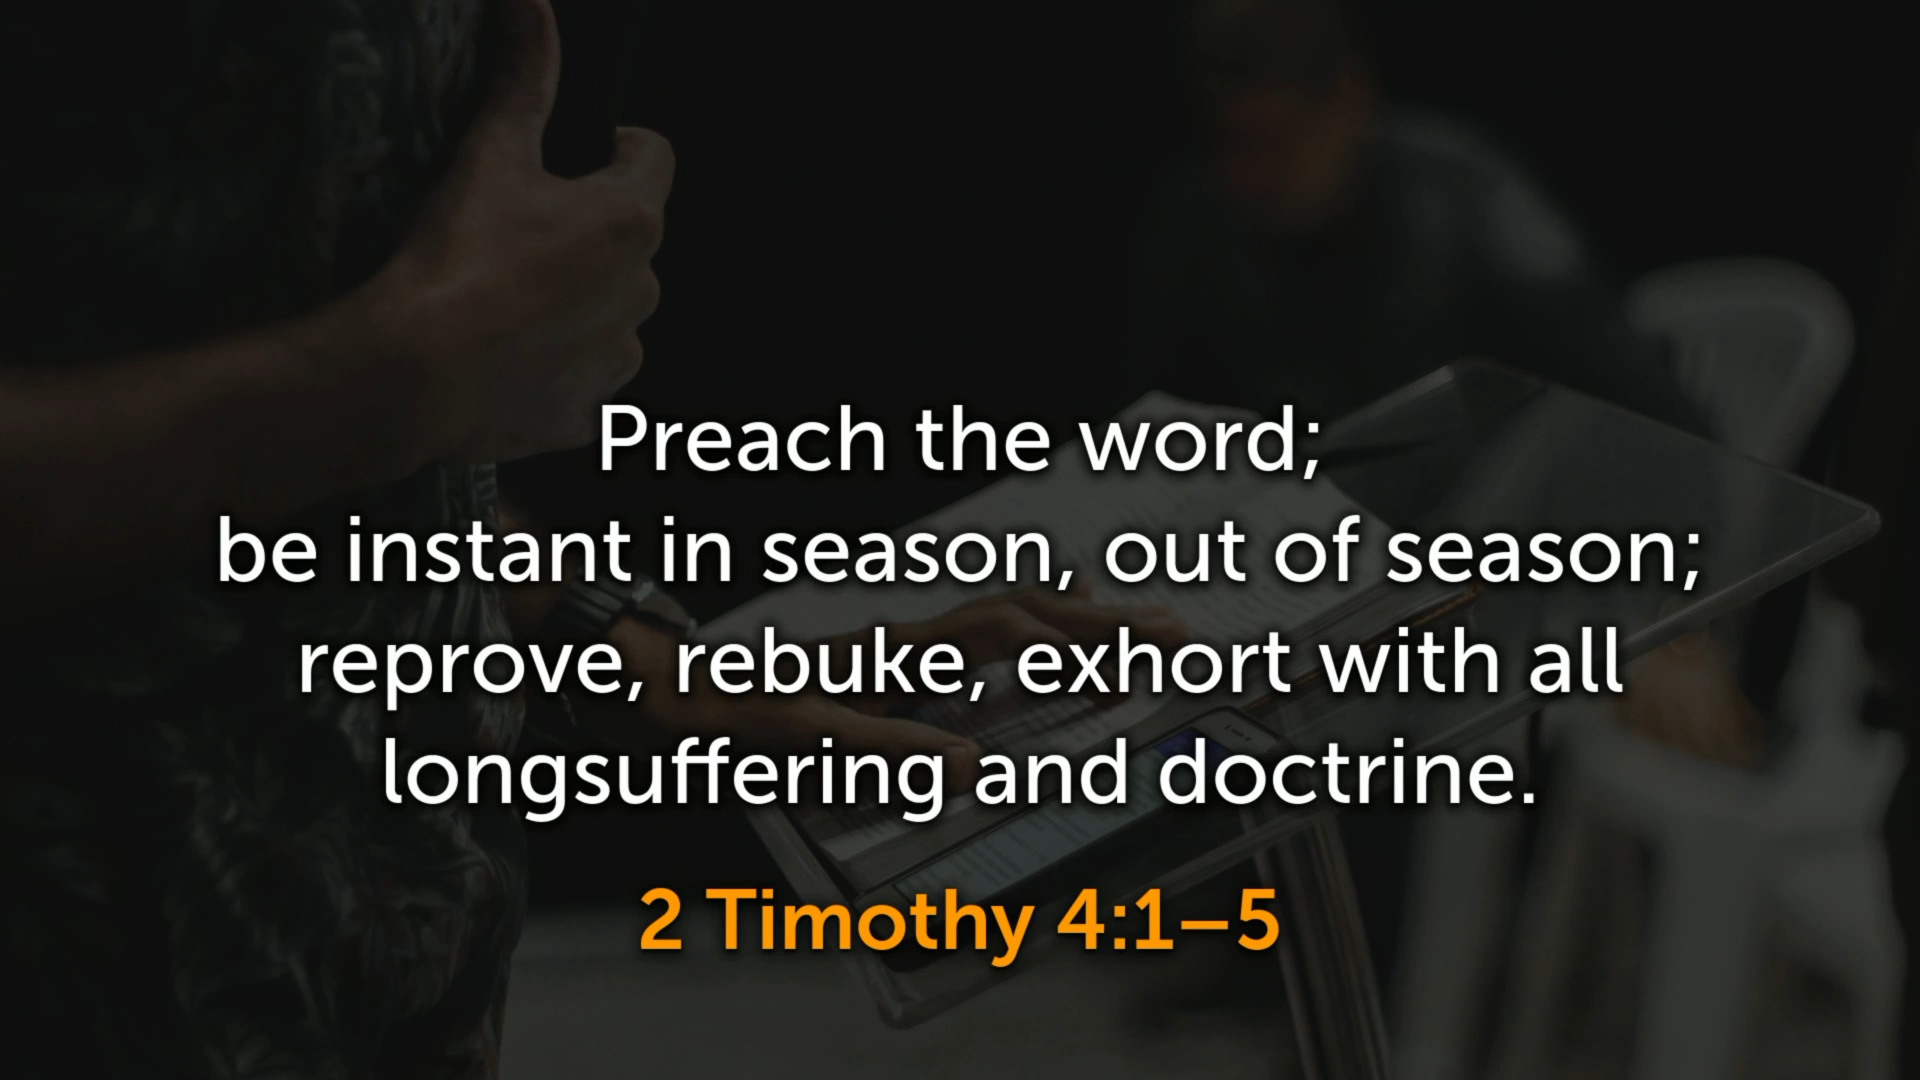 Preach the word;
be instant in season, out of season;
reprove, rebuke, exhort with all
longsuffering and doctrine.
2 Timothy 4:1–5